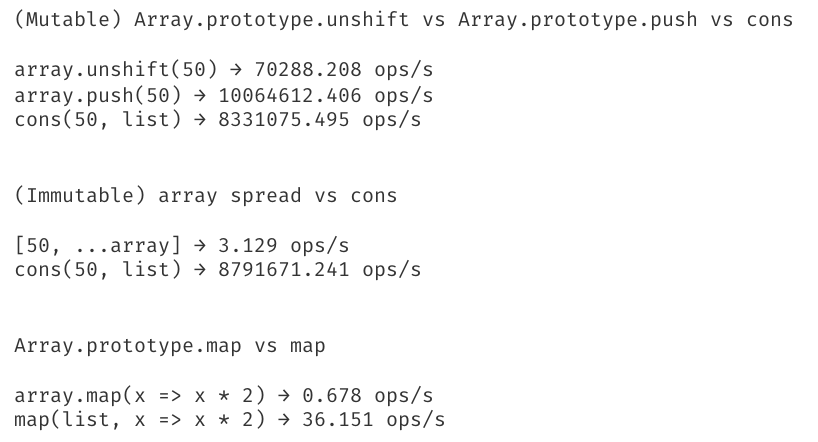 (Mutable) Array.prototype.unshift vs Array.prototype.push vs cons
array.unshift(50) → 70288.208 ops/s
array.push(50) → 10064612.406 ops/s
cons(50, list) → 8331075.495 ops/s
(Immutable) array spread vs cons
[50, ...array] → 3.129 ops/s
cons(50, list) → 8791671.241 ops/s
Array.prototype.map vs map
array.map(x => x * 2) → 0.678 ops/s
map(list, x => x * 2) → 36.151 ops/s